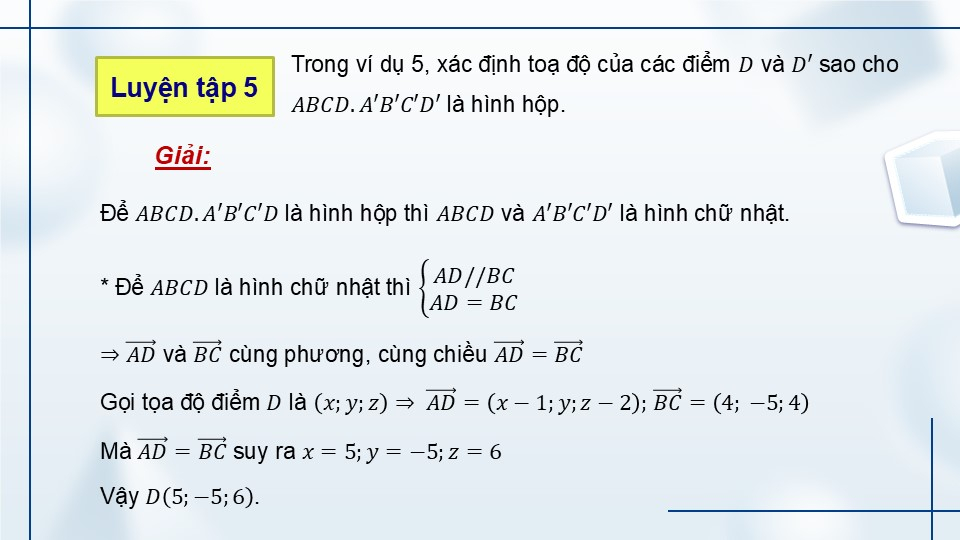 Luyện tập 5
Trong ví dụ 5, xác định toạ độ của các điểm 𝐷 và 𝐷′ sao cho
𝐴𝐵𝐶𝐷. 𝐴′𝐵′𝐶′𝐷′ là hình hộp.
Giải:
Để 𝐴𝐵𝐶𝐷. 𝐴′𝐵′𝐶′𝐷 là hình hộp thì 𝐴𝐵𝐶𝐷 và 𝐴′𝐵′𝐶′𝐷′ là hình chữ nhật.
* Để 𝐴𝐵𝐶𝐷 là hình chữ nhật thì { 𝐴𝐷//𝐵𝐶
𝐴𝐷 = 𝐵𝐶
⇒ 𝐴𝐷⃗ và 𝐵𝐶⃗ cùng phương, cùng chiều 𝐴𝐷⃗ = 𝐵𝐶⃗
Gọi tọa độ điểm 𝐷 là (𝑥; 𝑦; 𝑧) ⇒ 𝐴𝐷⃗ = (𝑥 − 1; 𝑦; 𝑧 − 2); 𝐵𝐶⃗ = (4; −5; 4)
Mà 𝐴𝐷⃗ = 𝐵𝐶⃗ suy ra 𝑥 = 5; 𝑦 = −5; 𝑧 = 6
Vậy 𝐷(5; −5; 6).